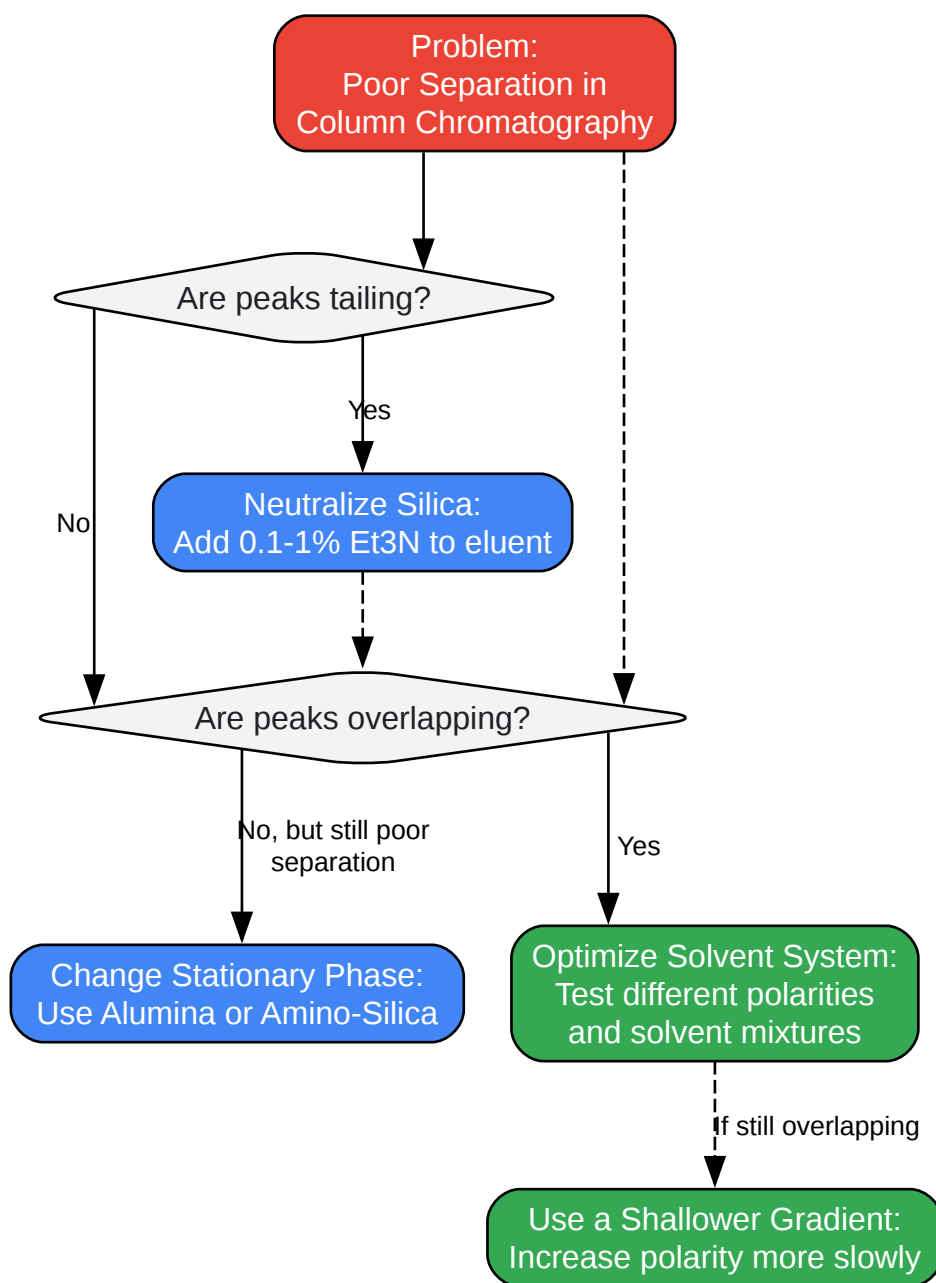 Problem:
Poor Separation in
Column Chromatography
Are peaks tailing?
Yes
Neutralize Silica:
Add 0.1-1% Et3N to eluent
No
Are peaks overlapping?
No, but still poor
separation
Yes
Change Stationary Phase:
Use Alumina or Amino-Silica
Optimize Solvent System:
Test different polarities
and solvent mixtures
If still overlapping
Use a Shallower Gradient:
Increase polarity more slowly